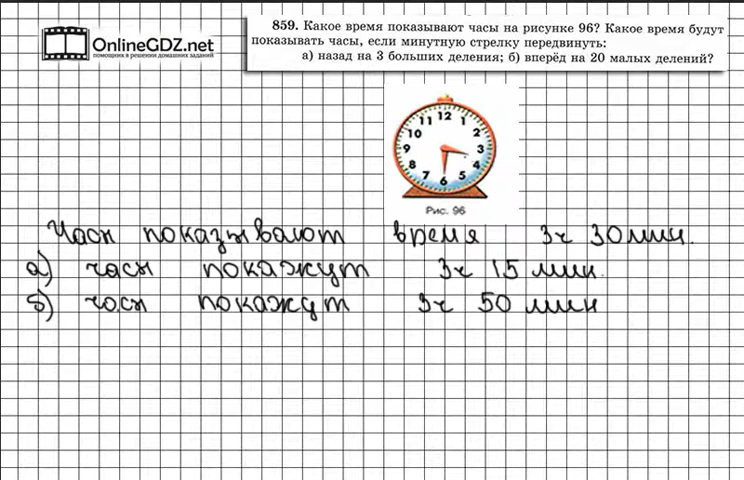 OnlineGDZ.net
помощник в решении домашних заданий
859. Какое время показывают часы на рисунке 96? Какое время будут
показывать часы, если минутную стрелку передвинуть:
а) назад на 3 больших деления; б) вперёд на 20 малых делений?
12
11 1
10 2
9 3
8 4
7 5
6
Рис. 96
Часы показывают время 3ч 30мин.
а) часы покажут 3ч 15 мин.
б) часы покажут 3ч 50 мин